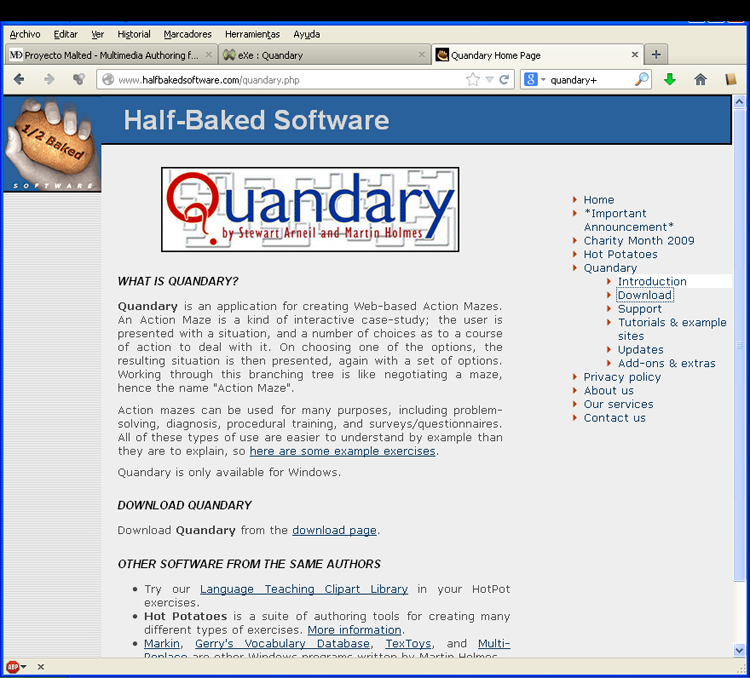 Archivo Editar Ver Historial Marcadores Herramientas Ayuda
Proyecto Malted - Multimedia Authoring f...
eXe : Quandary
Quandary Home Page
www.halfbakedsoftware.com/quandary.php
quandary+
1/2 Baked
SOFTWARE
Half-Baked Software
Quandary
by Stewart Arneil and Martin Holmes
WHAT IS QUANDARY?
Quandary is an application for creating Web-based Action Mazes.
An Action Maze is a kind of interactive case-study; the user is
presented with a situation, and a number of choices as to a course
of action to deal with it. On choosing one of the options, the
resulting situation is then presented, again with a set of options.
Working through this branching tree is like negotiating a maze,
hence the name "Action Maze".
Action mazes can be used for many purposes, including problem-
solving, diagnosis, procedural training, and surveys/questionnaires.
All of these types of use are easier to understand by example than
they are to explain, so here are some example exercises.
Quandary is only available for Windows.
DOWNLOAD QUANDARY
Download Quandary from the download page.
OTHER SOFTWARE FROM THE SAME AUTHORS
Try our Language Teaching Clipart Library in your HotPot
exercises.
Hot Potatoes is a suite of authoring tools for creating many
different types of exercises. More information.
Markin, Gerry's Vocabulary Database, TexToys, and Multi-
Replace are other Windows programs written by Martin Holmes
Home
*Important
Announcement*
Charity Month 2009
Hot Potatoes
Quandary
Introduction
Download
Support
Tutorials & example
sites
Updates
Add-ons & extras
Privacy policy
About us
Our services
Contact us
ABP